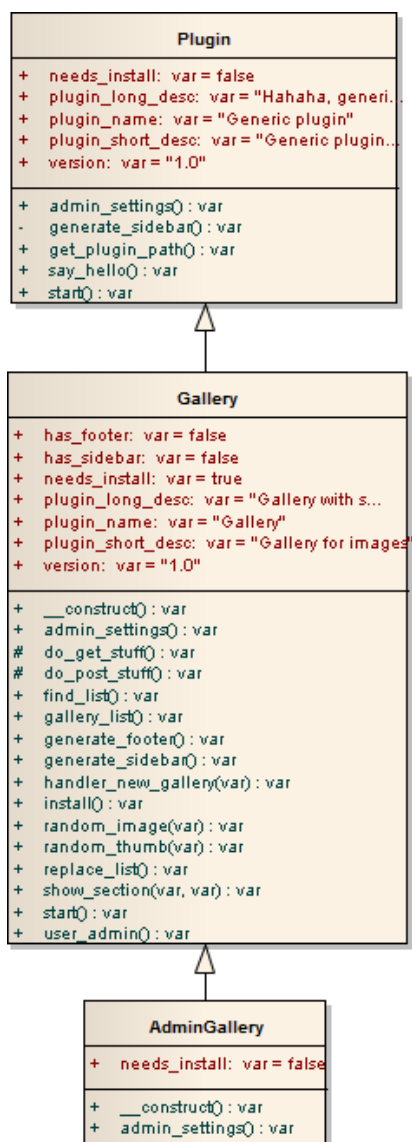 Plugin
+ needs_install: var = false
+ plugin_long_desc: var = "Hahaha, generi...
+ plugin_name: var = "Generic plugin"
+ plugin_short_desc: var = "Generic plugin...
+ version: var = "1.0"
+ admin_settings() : var
- generate_sidebar() : var
+ get_plugin_path() : var
+ say_hello() : var
+ start() : var
Gallery
+ has_footer: var = false
+ has_sidebar: var = false
+ needs_install: var = true
+ plugin_long_desc: var = "Gallery with s...
+ plugin_name: var = "Gallery"
+ plugin_short_desc: var = "Gallery for images"
+ version: var = "1.0"
+ __construct() : var
+ admin_settings() : var
# do_get_stuff() : var
# do_post_stuff() : var
+ find_list() : var
+ gallery_list() : var
+ generate_footer() : var
+ generate_sidebar() : var
+ handler_new_gallery(var) : var
+ install() : var
+ random_image(var) : var
+ random_thumb(var) : var
+ replace_list() : var
+ show_section(var, var) : var
+ start() : var
+ user_admin() : var
AdminGallery
+ needs_install: var = false
+ __construct() : var
+ admin_settings() : var